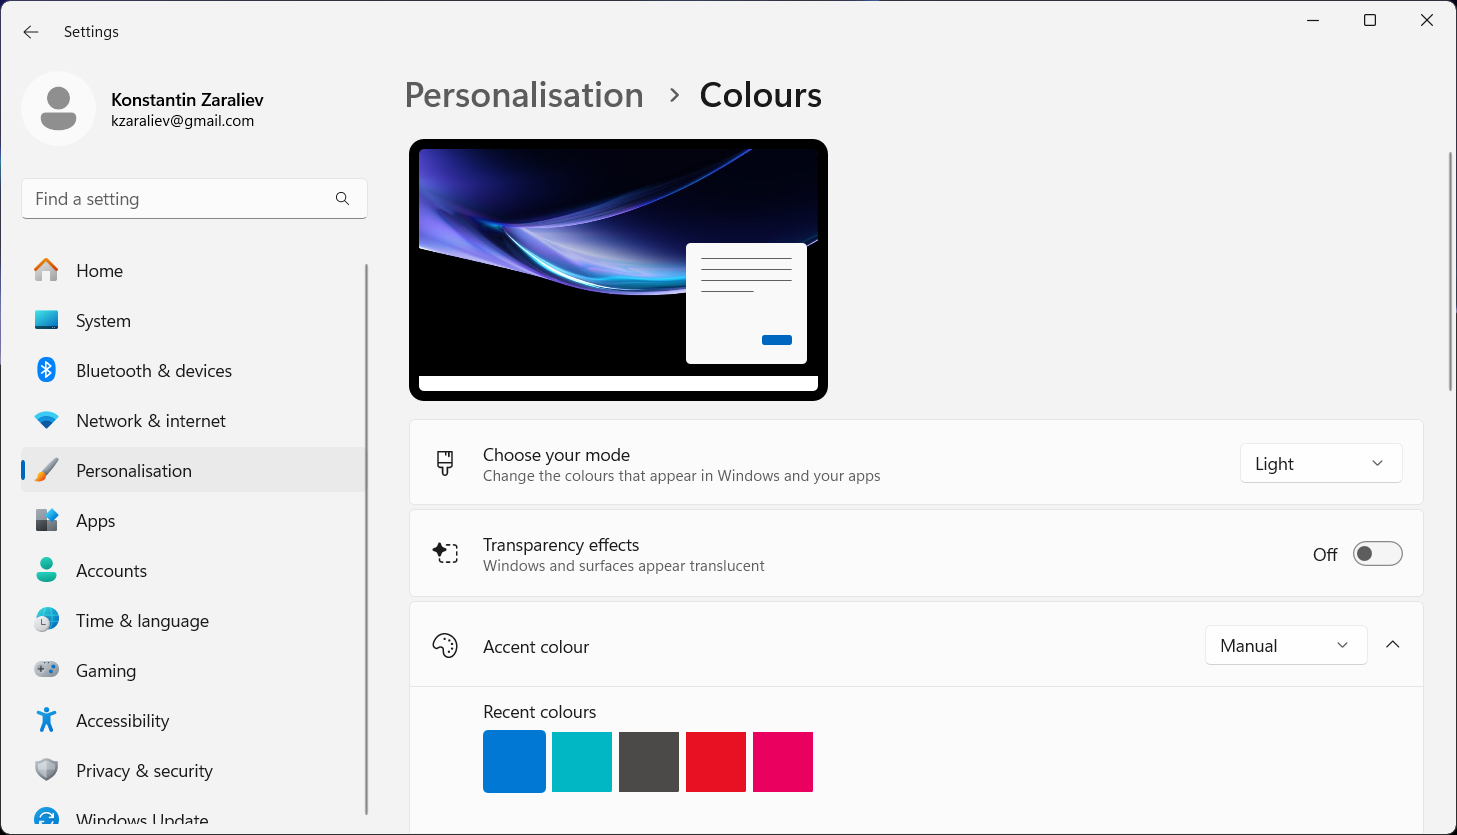 Settings
Konstantin Zaraliev
kzaraliev@gmail.com
Find a setting
Home
System
Bluetooth & devices
Network & internet
Personalisation
Apps
Accounts
Time & language
Gaming
Accessibility
Privacy & security
Windows Update
Personalisation > Colours
Choose your mode
Change the colours that appear in Windows and your apps
Light
Transparency effects
Windows and surfaces appear translucent
Off
Accent colour
Manual
Recent colours